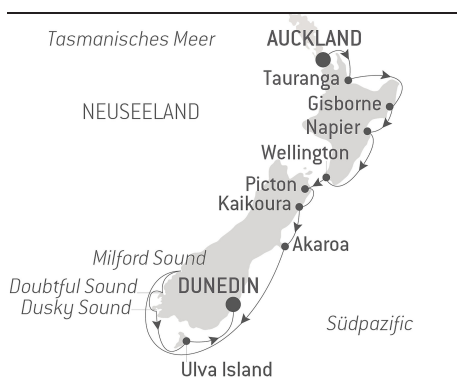 Tasmanisches Meer
AUCKLAND
Tauranga
NEUSEELAND
Gisborne
Napier
Wellington
Picton
Kaikoura
Akaroa
Milford Sound
Doubtful Sound
DUNEDIN
Dusky Sound
Südpazific
Ulva Island